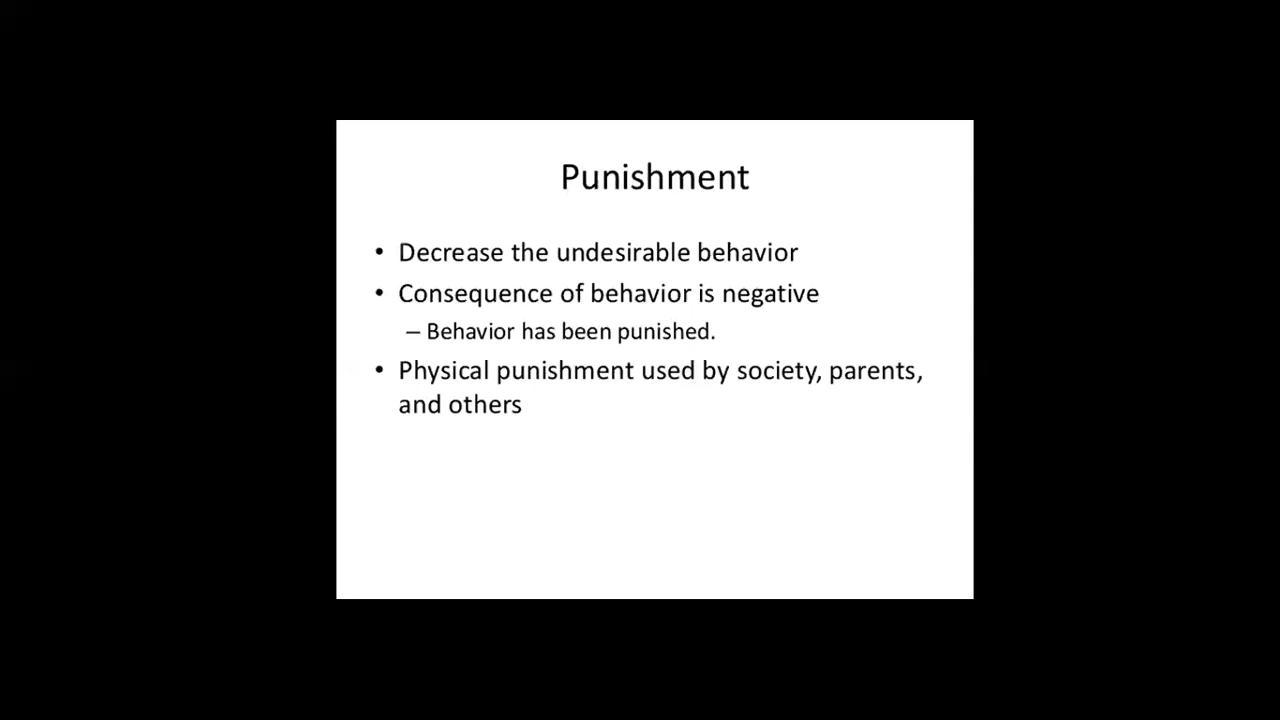 Punishment
• Decrease the undesirable behavior
• Consequence of behavior is negative
– Behavior has been punished.
• Physical punishment used by society, parents,
and others